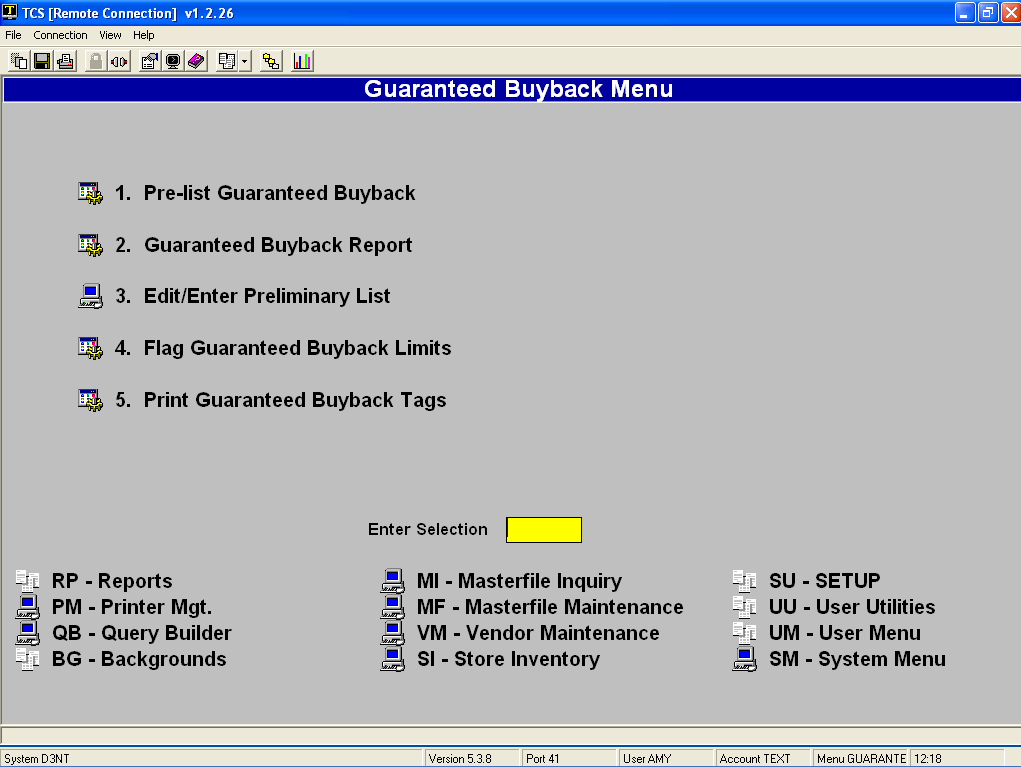 TCS [Remote Connection] v1.2.26
File Connection View Help
Guaranteed Buyback Menu
1. Pre-list Guaranteed Buyback
2. Guaranteed Buyback Report
3. Edit/Enter Preliminary List
4. Flag Guaranteed Buyback Limits
5. Print Guaranteed Buyback Tags
Enter Selection
RP - Reports MI - Masterfile Inquiry SU - SETUP
PM - Printer Mgt. MF - Masterfile Maintenance UU - User Utilities
QB - Query Builder VM - Vendor Maintenance UM - User Menu
BG - Backgrounds SI - Store Inventory SM - System Menu
System D3NT Version 5.3.8 Port 41 User AMY Account TEXT Menu GUARANTE 12:18